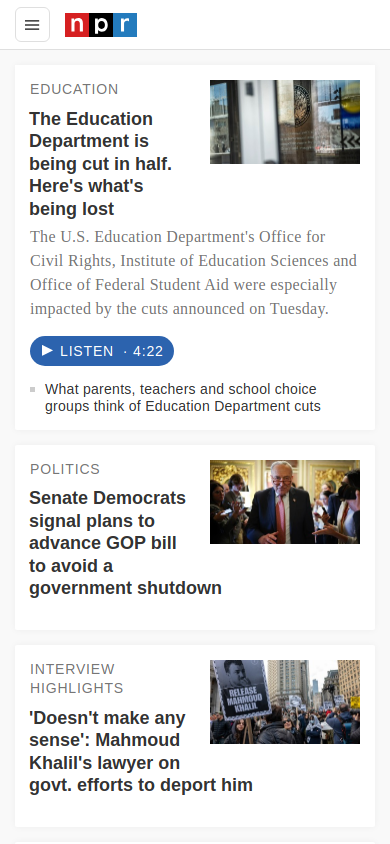 npr
EDUCATION
The Education
Department is
being cut in half.
Here's what's
being lost
The U.S. Education Department's Office for
Civil Rights, Institute of Education Sciences and
Office of Federal Student Aid were especially
impacted by the cuts announced on Tuesday.
LISTEN · 4:22
What parents, teachers and school choice
groups think of Education Department cuts
POLITICS
Senate Democrats
signal plans to
advance GOP bill
to avoid a
government shutdown
INTERVIEW
HIGHLIGHTS
'Doesn't make any
sense': Mahmoud
Khalil's lawyer on
govt. efforts to deport him
RELEASE
MAHMOUD
KHALIL